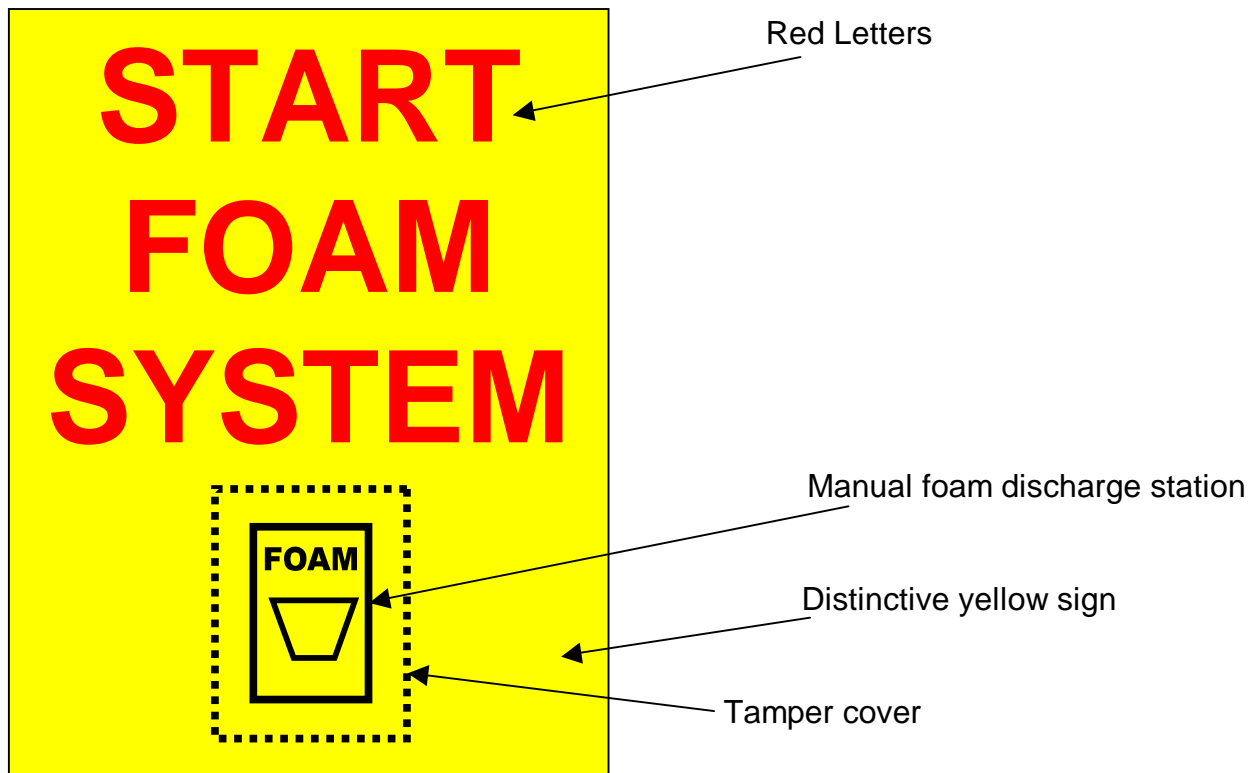 START
FOAM
SYSTEM
FOAM
Red Letters
Manual foam discharge station
Distinctive yellow sign
Tamper cover